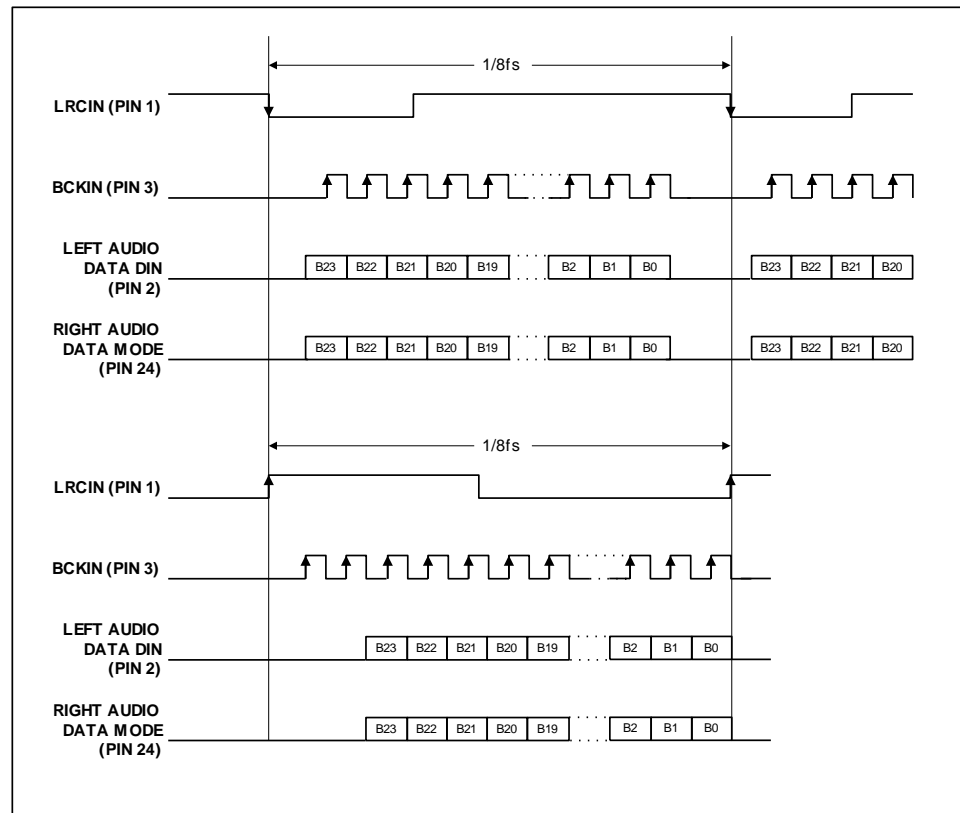 1/8fs
LRCIN (PIN 1)
BCKIN (PIN 3)
LEFT AUDIO
DATA DIN
(PIN 2)
B23 B22 B21 B20 B19 B2 B1 B0 B23 B22 B21 B20
RIGHT AUDIO
DATA MODE
(PIN 24)
B23 B22 B21 B20 B19 B2 B1 B0 B23 B22 B21 B20
1/8fs
LRCIN (PIN 1)
BCKIN (PIN 3)
LEFT AUDIO
DATA DIN
(PIN 2)
B23 B22 B21 B20 B19 B2 B1 B0
RIGHT AUDIO
DATA MODE
(PIN 24)
B23 B22 B21 B20 B19 B2 B1 B0